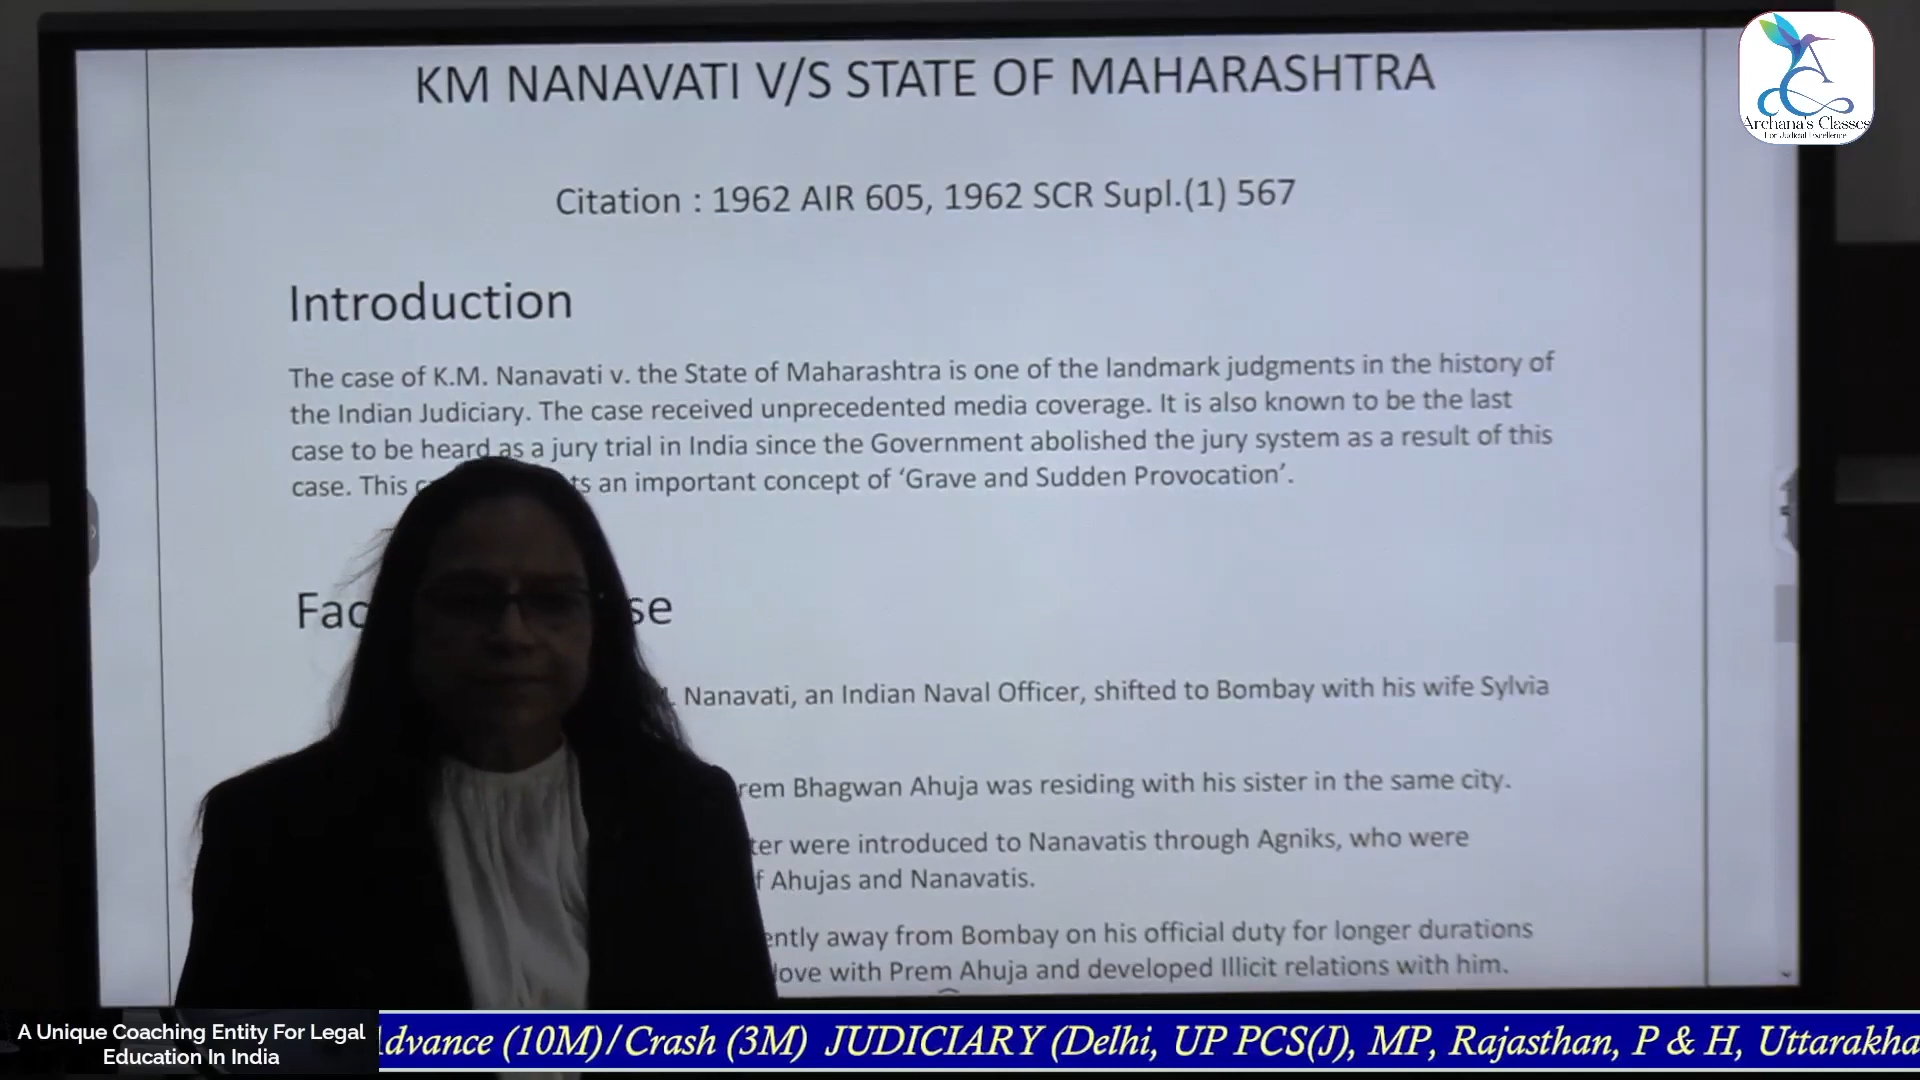 KM NANAVATI V/S STATE OF MAHARASHTRA
Archana's Classes
For Judicial Excellence
Citation : 1962 AIR 605, 1962 SCR Supl.(1) 567
Introduction
The case of K.M. Nanavati v. the State of Maharashtra is one of the landmark judgments in the history of
the Indian Judiciary. The case received unprecedented media coverage. It is also known to be the last
case to be heard as a jury trial in India since the Government abolished the jury system as a result of this
case. This an important concept of ‘Grave and Sudden Provocation’.
Nanavati, an Indian Naval Officer, shifted to Bombay with his wife Sylvia
rem Bhagwan Ahuja was residing with his sister in the same city.
ter were introduced to Nanavatis through Agniks, who were
f Ahujas and Nanavatis.
ently away from Bombay on his official duty for longer durations
love with Prem Ahuja and developed Illicit relations with him.
A Unique Coaching Entity For Legal
Education In India
dvance (10M)/Crash (3M) JUDICIARY (Delhi, UP PCS(J), MP, Rajasthan, P & H, Uttarakha